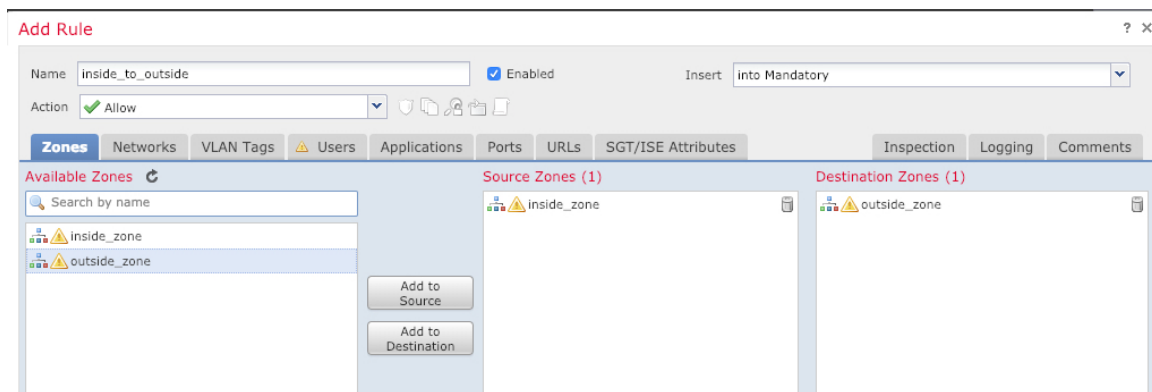 Add Rule
? X
Name inside_to_outside Enabled Insert into Mandatory
Action Allow
Zones Networks VLAN Tags Users Applications Ports URLs SGT/ISE Attributes Inspection Logging Comments
Available Zones Source Zones (1) Destination Zones (1)
Search by name inside_zone outside_zone
inside_zone
outside_zone
Add to
Source
Add to
Destination